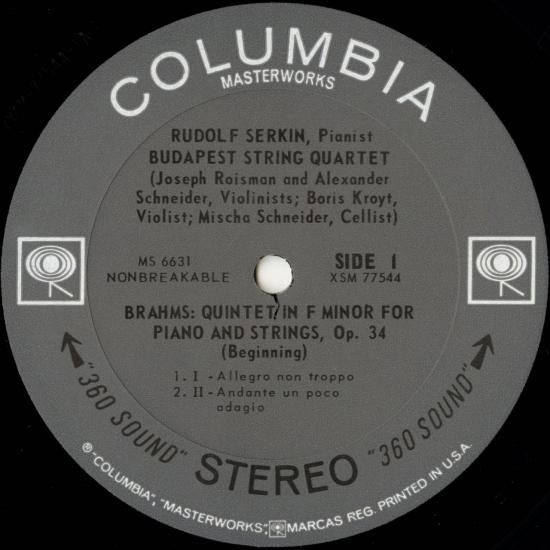 COLUMBIA
MASTERWORKS
RUDOLF SERKIN, Pianist
BUDAPEST STRING QUARTET
(Joseph Roisman and Alexander
Schneider, Violinists; Boris Kroyt,
Violist; Mischa Schneider, Cellist)
MS 6631
NONBREAKABLE
SIDE 1
XSM 77544
BRAHMS: QUINTET IN F MINOR FOR
PIANO AND STRINGS, Op. 34
(Beginning)
1. I - Allegro non troppo
2. II - Andante un poco
adagio
"360 SOUND" STEREO "360 SOUND"
® "COLUMBIA", "MASTERWORKS", MARCAS REG. PRINTED IN U.S.A.